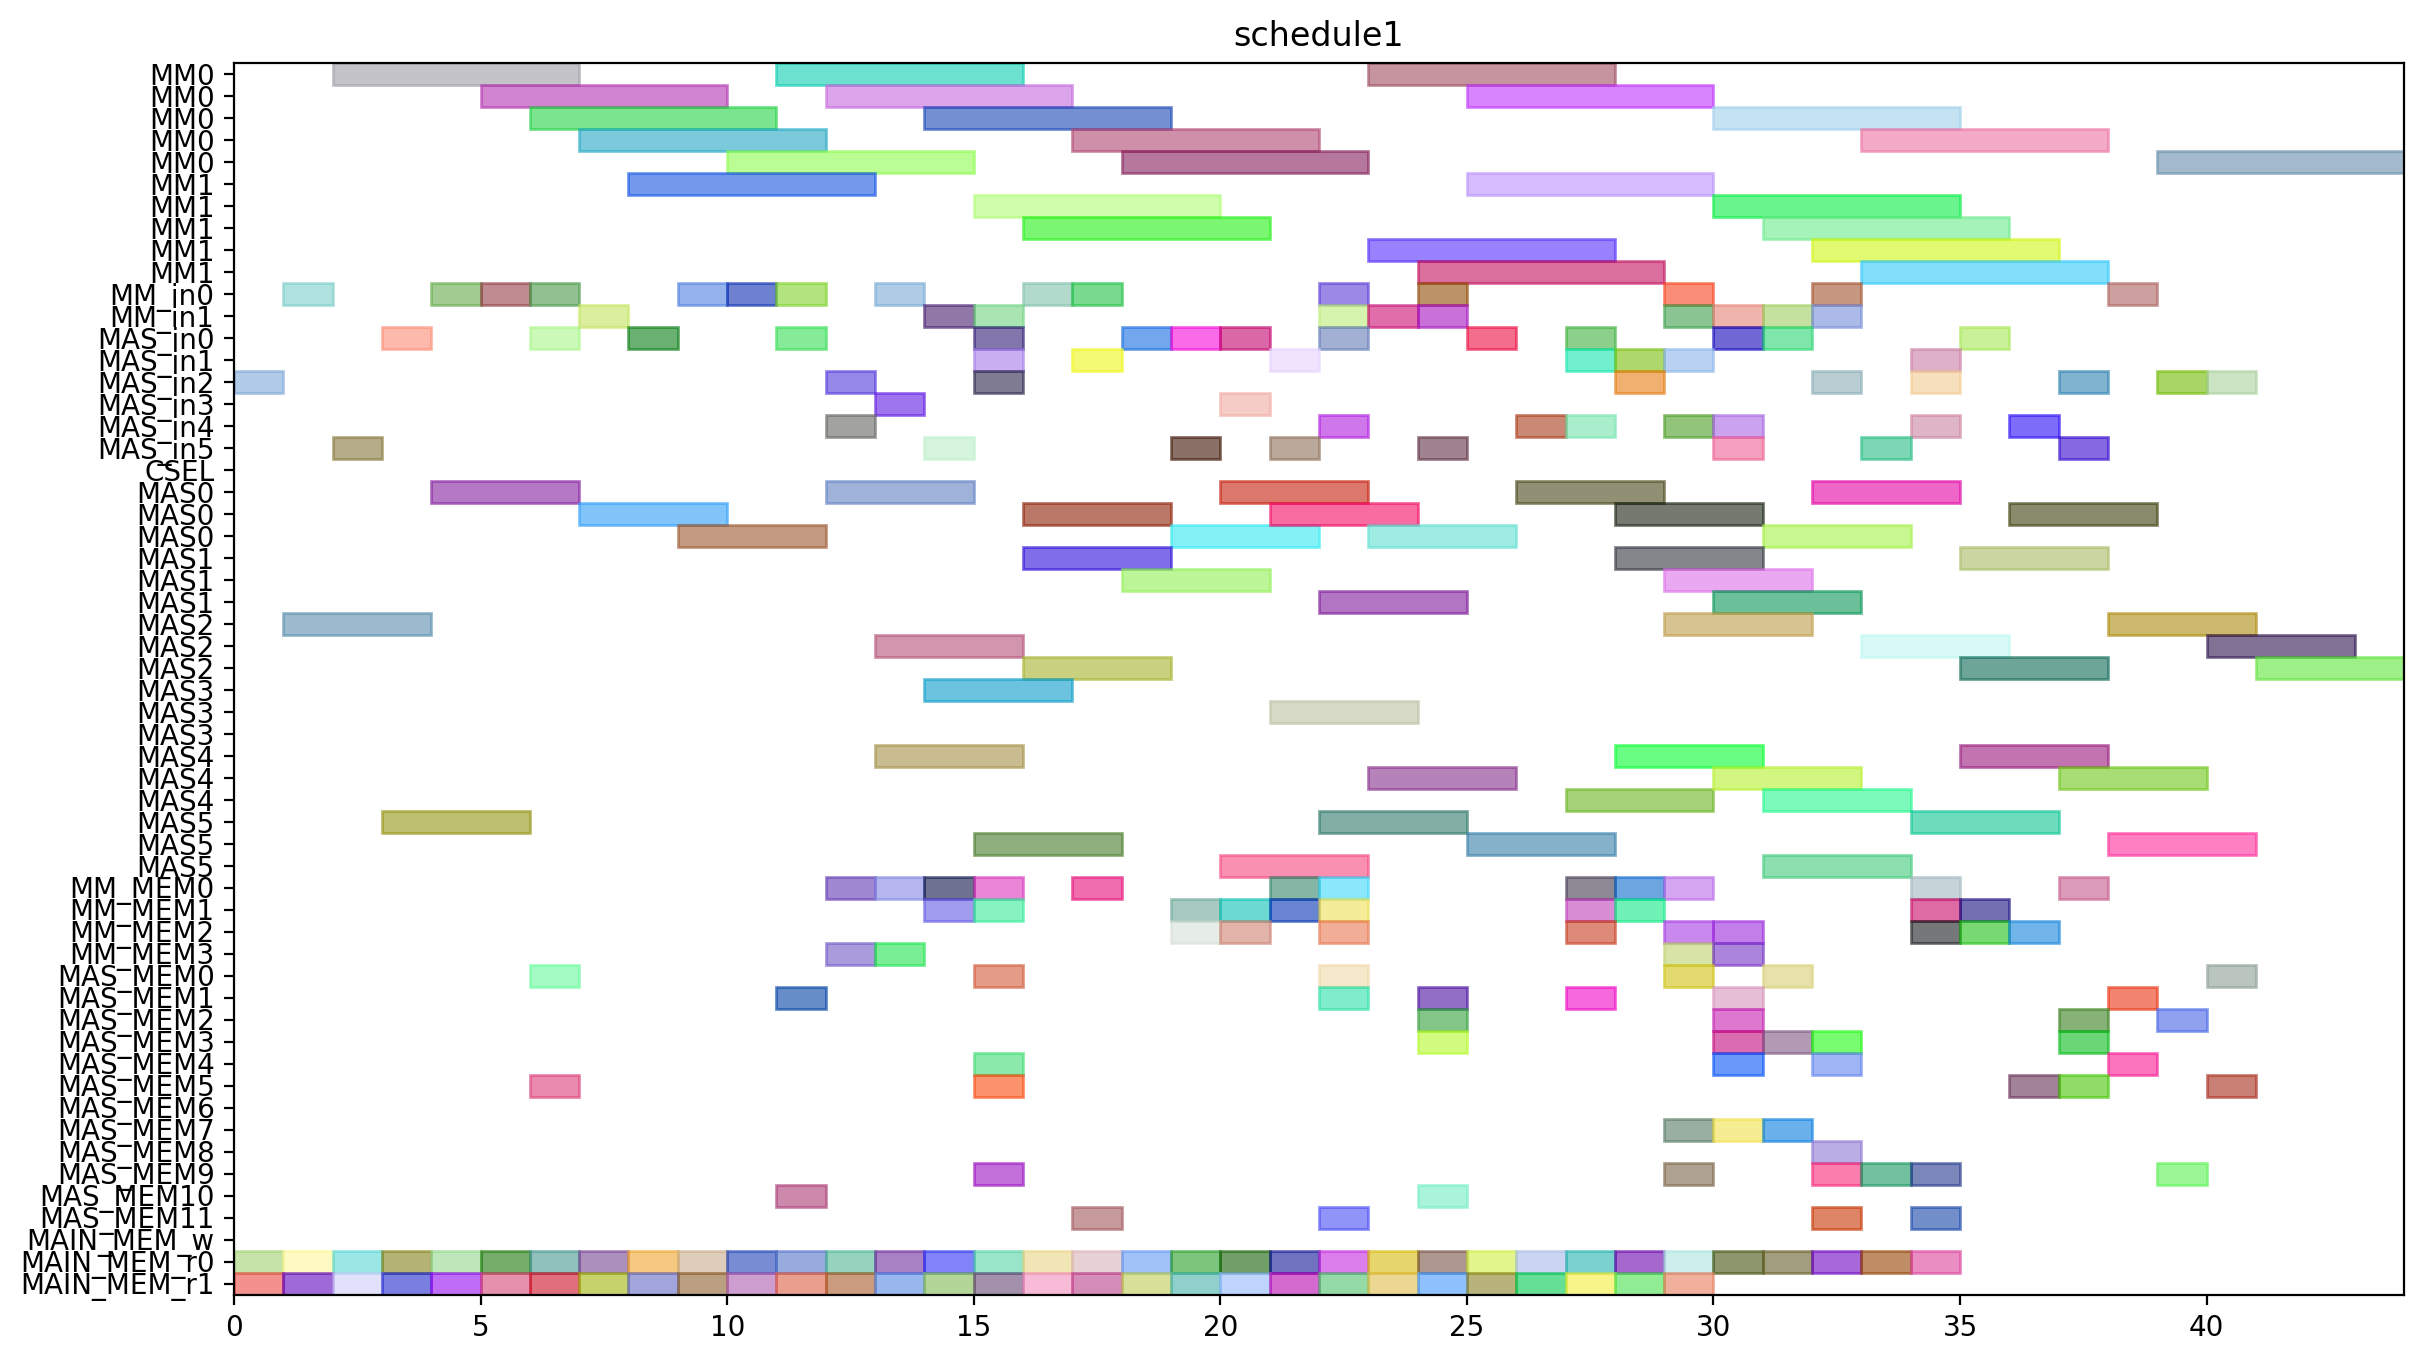 schedule1
MM0
MM0
MM0
MM0
MM0
MM1
MM1
MM1
MM1
MM1
MM_in0
MM_in1
MAS_in0
MAS_in1
MAS_in2
MAS_in3
MAS_in4
MAS_in5
CSEL
MAS0
MAS0
MAS0
MAS1
MAS1
MAS1
MAS2
MAS2
MAS2
MAS3
MAS3
MAS3
MAS4
MAS4
MAS4
MAS5
MAS5
MAS5
MM_MEM0
MM_MEM1
MM_MEM2
MM_MEM3
MAS_MEM0
MAS_MEM1
MAS_MEM2
MAS_MEM3
MAS_MEM4
MAS_MEM5
MAS_MEM6
MAS_MEM7
MAS_MEM8
MAS_MEM9
MAS_MEM10
MAS_MEM11
MAIN_MEM_w
MAIN_MEM_r0
MAIN_MEM_r1
0 5 10 15 20 25 30 35 40